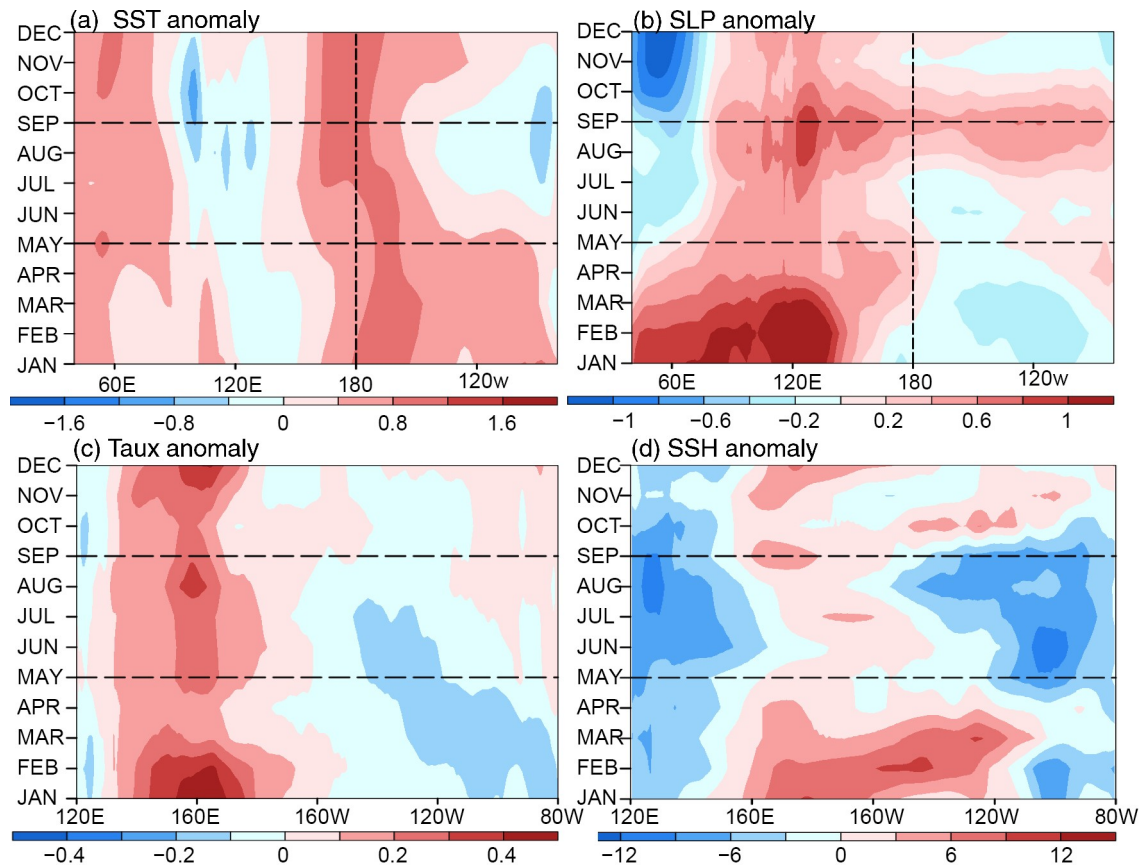 (a) SST anomaly
DEC
NOV
OCT
SEP
AUG
JUL
JUN
MAY
APR
MAR
FEB
JAN
60E 120E 180 120W
−1.6 −0.8 0 0.8 1.6
(b) SLP anomaly
DEC
NOV
OCT
SEP
AUG
JUL
JUN
MAY
APR
MAR
FEB
JAN
60E 120E 180 120W
−1 −0.6 −0.2 0.2 0.6 1
(c) Taux anomaly
DEC
NOV
OCT
SEP
AUG
JUL
JUN
MAY
APR
MAR
FEB
JAN
120E 160E 160W 120W 80W
−0.4 −0.2 0 0.2 0.4
(d) SSH anomaly
DEC
NOV
OCT
SEP
AUG
JUL
JUN
MAY
APR
MAR
FEB
JAN
120E 160E 160W 120W 80W
−12 −6 0 6 12